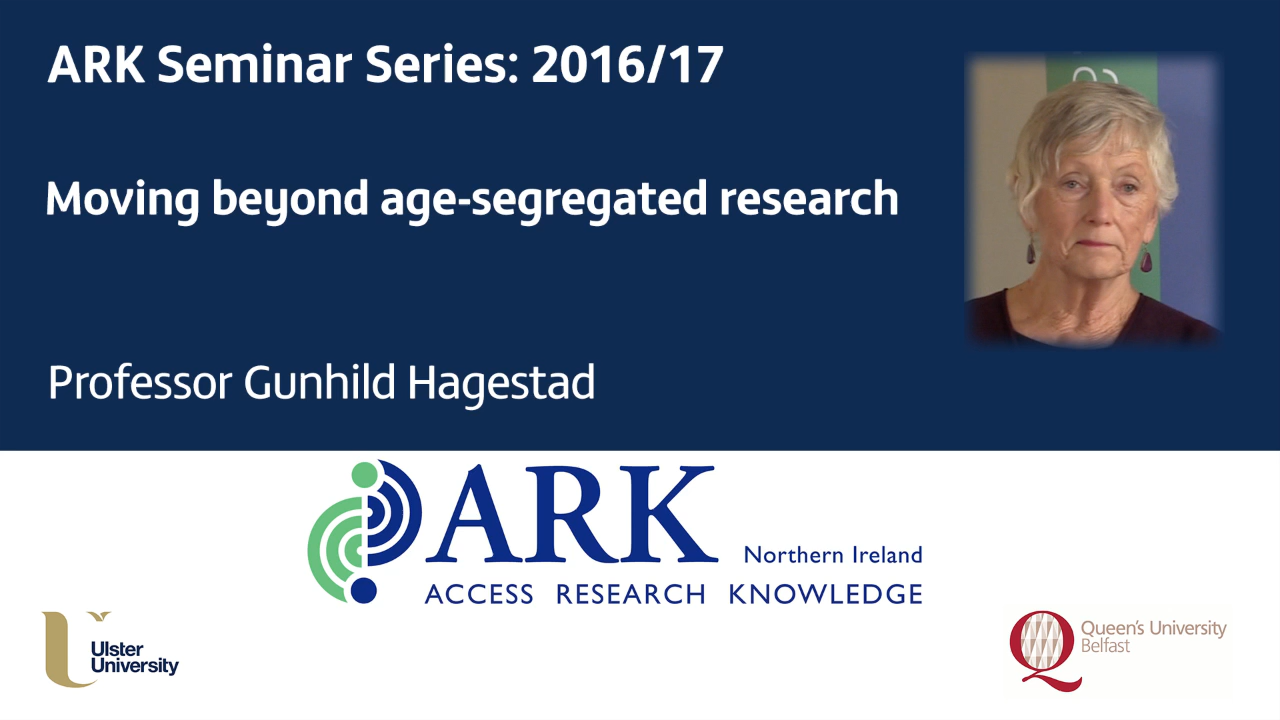 ARK Seminar Series: 2016/17
Moving beyond age-segregated research
Professor Gunhild Hagestad
ARK
Northern Ireland
ACCESS RESEARCH KNOWLEDGE
Ulster
University
Queen's University
Belfast